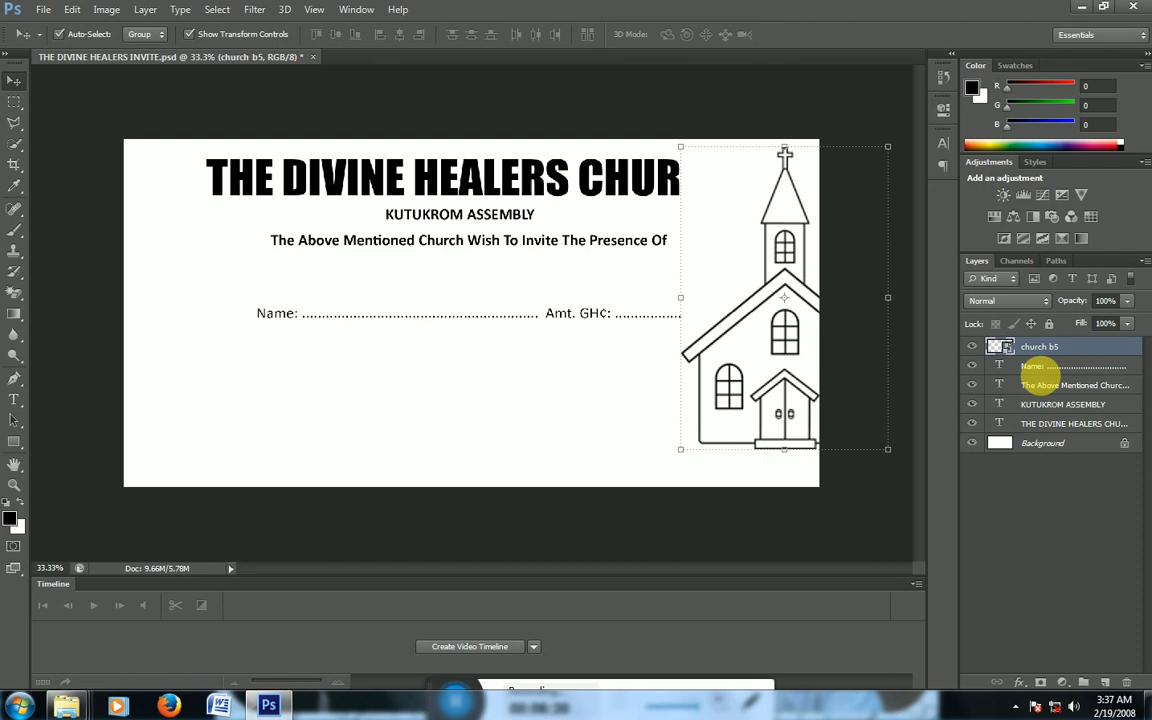 Ps File Edit Image Layer Type Select Filter 3D View Window Help
Auto-Select: Group Show Transform Controls 3D Mode: Essentials
THE DIVINE HEALERS INVITE.psd @ 33.3% (church b5, RGB/8) * ×
Color Swatches
R 0
G 0
B 0
Adjustments Styles
Add an adjustment
THE DIVINE HEALERS CHUR
KUTUKROM ASSEMBLY
The Above Mentioned Church Wish To Invite The Presence Of
Name: ........................................................ Amt. GH¢: ................
Layers Channels Paths
Kind
Normal Opacity: 100%
Lock: Fill: 100%
church b5
Name: ................................
The Above Mentioned Churc...
KUTUKROM ASSEMBLY
THE DIVINE HEALERS CHU...
Background
33.33% Doc: 9.66M/5.78M
Timeline
Create Video Timeline
3:37 AM
2/19/2008